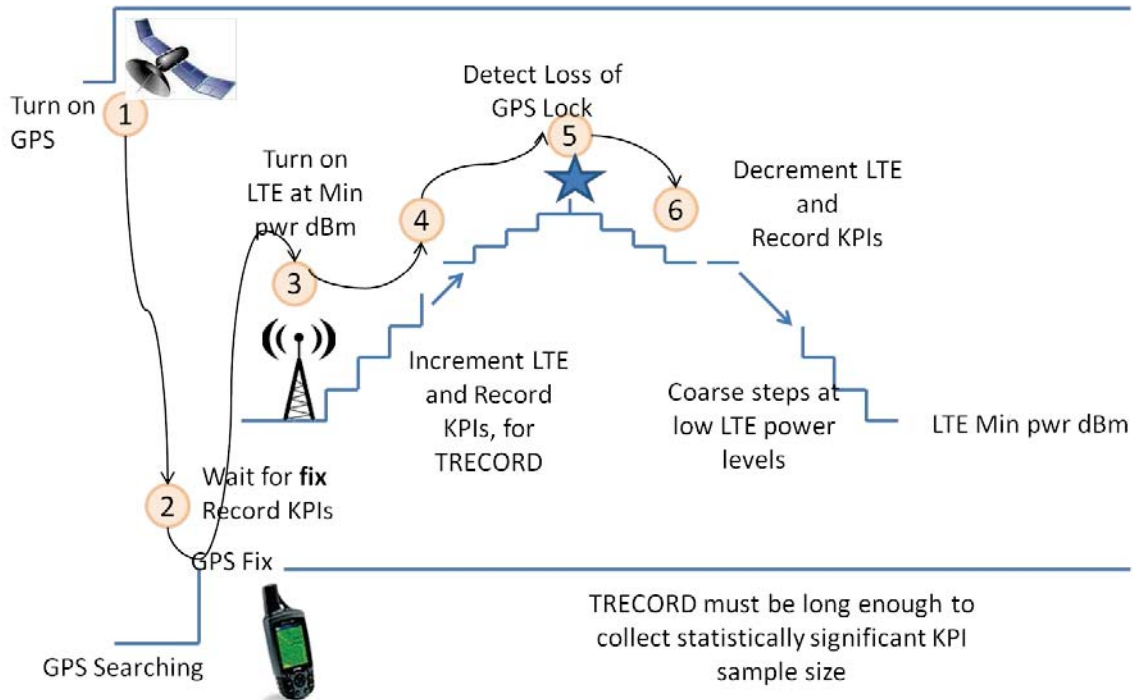 Turn on
GPS
1
Detect Loss of
GPS Lock
5
Turn on
LTE at Min
pwr dBm
3
4
6
Decrement LTE
and
Record KPIs
Increment LTE
and Record
KPIs, for
TRECORD
Coarse steps at
low LTE power
levels
LTE Min pwr dBm
2
Wait for fix
Record KPIs
GPS Fix
GPS Searching
TRECORD must be long enough to
collect statistically significant KPI
sample size